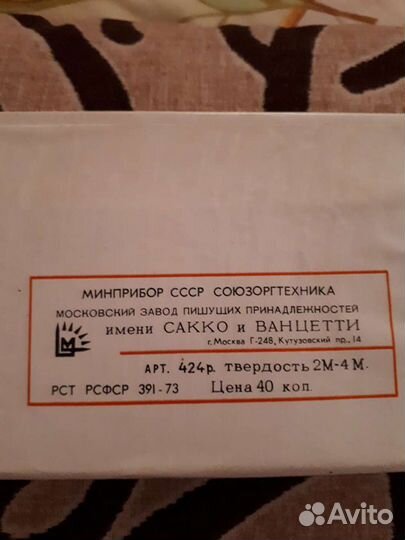 МИНПРИБОР СССР СОЮЗОРГТЕХНИКА
МОСКОВСКИЙ ЗАВОД ПИШУЩИХ ПРИНАДЛЕЖНОСТЕЙ
имени САККО и ВАНЦЕТТИ
г. Москва Г-248, Кутузовский пр., 14
М
АРТ. 424р. твердость 2М-4М.
РСТ РСФСР 391-73 Цена 40 коп.
Avito